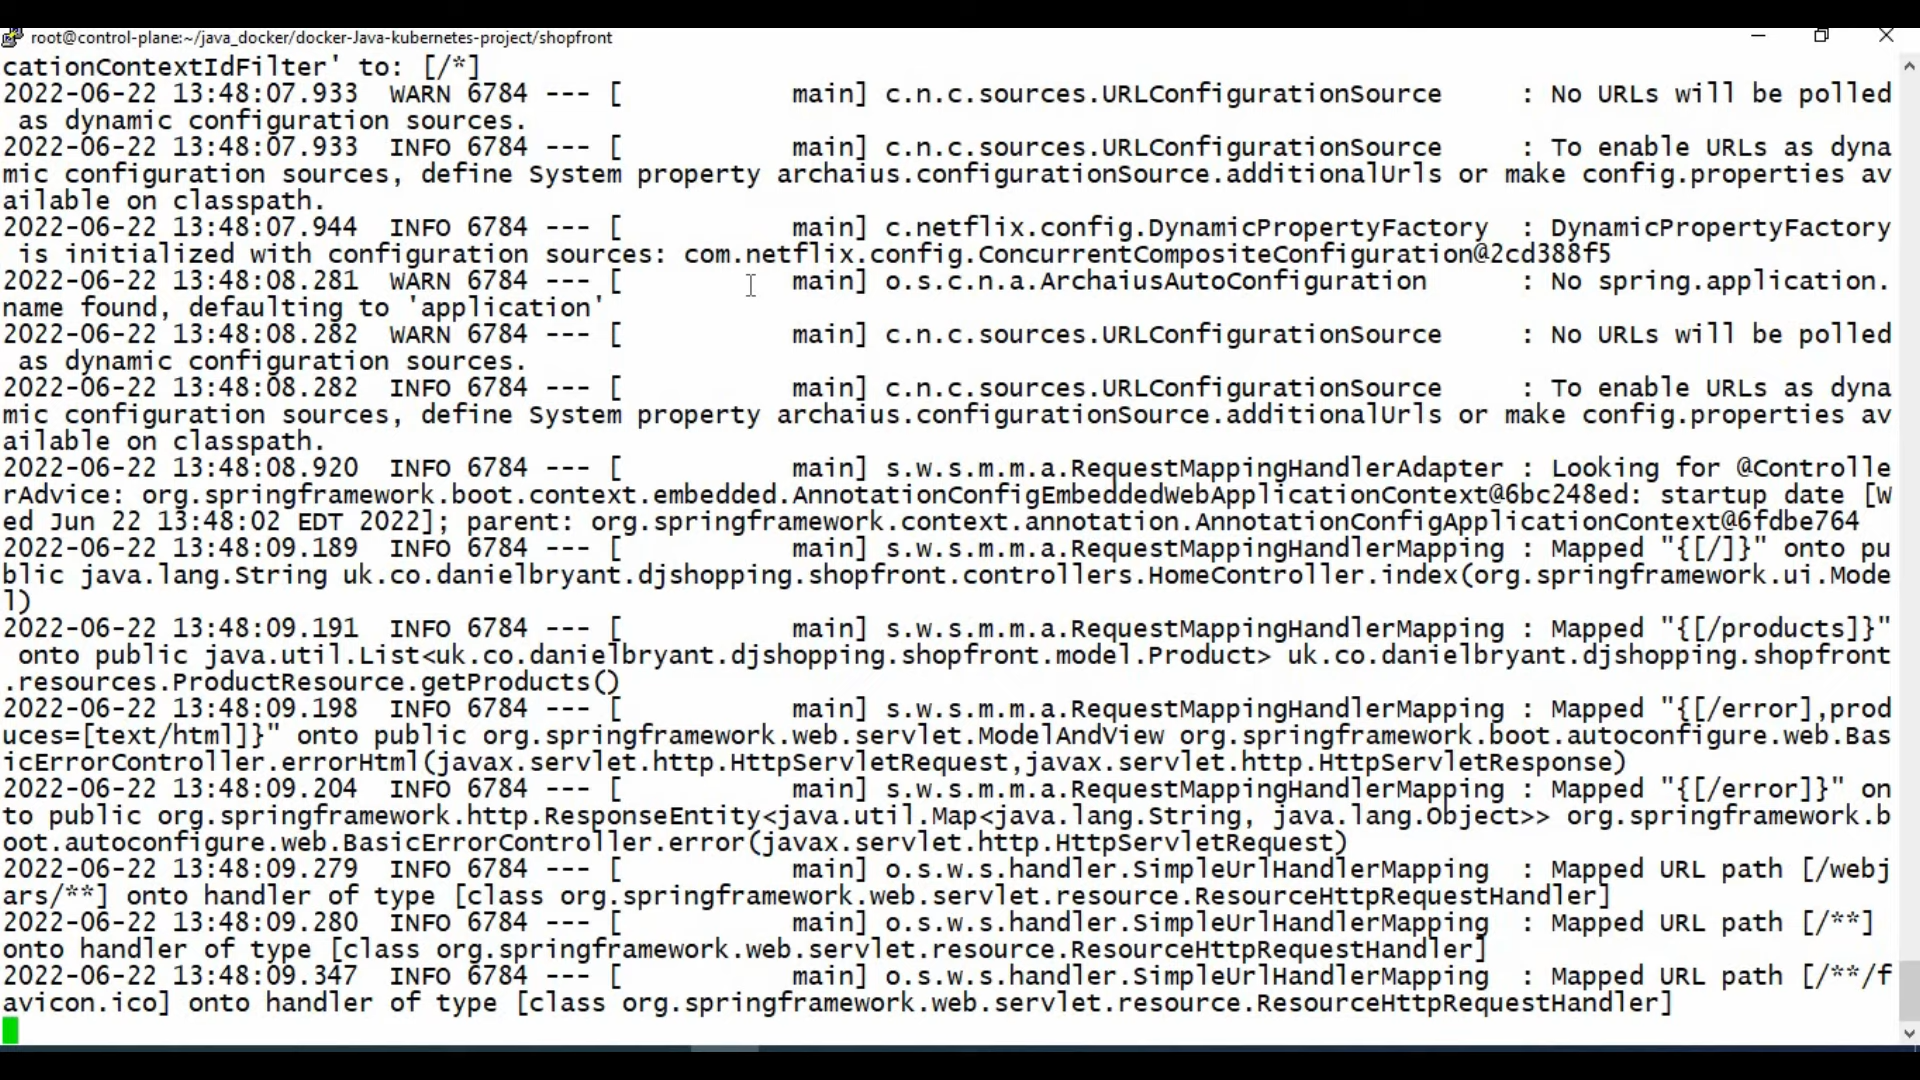 root@control-plane:~/java_docker/docker-Java-kubernetes-project/shopfront
cationContextIdFilter' to: [/*]
2022-06-22 13:48:07.933  WARN 6784 --- [           main] c.n.c.sources.URLConfigurationSource     : No URLs will be polled
 as dynamic configuration sources.
2022-06-22 13:48:07.933  INFO 6784 --- [           main] c.n.c.sources.URLConfigurationSource     : To enable URLs as dyna
mic configuration sources, define System property archaius.configurationSource.additionalUrls or make config.properties av
ailable on classpath.
2022-06-22 13:48:07.944  INFO 6784 --- [           main] c.netflix.config.DynamicPropertyFactory  : DynamicPropertyFactory
 is initialized with configuration sources: com.netflix.config.ConcurrentCompositeConfiguration@2cd388f5
2022-06-22 13:48:08.281  WARN 6784 --- [           main] o.s.c.n.a.ArchaiusAutoConfiguration      : No spring.application.
name found, defaulting to 'application'
2022-06-22 13:48:08.282  WARN 6784 --- [           main] c.n.c.sources.URLConfigurationSource     : No URLs will be polled
 as dynamic configuration sources.
2022-06-22 13:48:08.282  INFO 6784 --- [           main] c.n.c.sources.URLConfigurationSource     : To enable URLs as dyna
mic configuration sources, define System property archaius.configurationSource.additionalUrls or make config.properties av
ailable on classpath.
2022-06-22 13:48:08.920  INFO 6784 --- [           main] s.w.s.m.m.a.RequestMappingHandlerAdapter : Looking for @Controlle
rAdvice: org.springframework.boot.context.embedded.AnnotationConfigEmbeddedWebApplicationContext@6bc248ed: startup date [W
ed Jun 22 13:48:02 EDT 2022]; parent: org.springframework.context.annotation.AnnotationConfigApplicationContext@6fdbe764
2022-06-22 13:48:09.189  INFO 6784 --- [           main] s.w.s.m.m.a.RequestMappingHandlerMapping : Mapped "{[/]}" onto pu
blic java.lang.String uk.co.danielbryant.djshopping.shopfront.controllers.HomeController.index(org.springframework.ui.Mode
l)
2022-06-22 13:48:09.191  INFO 6784 --- [           main] s.w.s.m.m.a.RequestMappingHandlerMapping : Mapped "{[/products]}"
 onto public java.util.List<uk.co.danielbryant.djshopping.shopfront.model.Product> uk.co.danielbryant.djshopping.shopfront
.resources.ProductResource.getProducts()
2022-06-22 13:48:09.198  INFO 6784 --- [           main] s.w.s.m.m.a.RequestMappingHandlerMapping : Mapped "{[/error],prod
uces=[text/html]}" onto public org.springframework.web.servlet.ModelAndView org.springframework.boot.autoconfigure.web.Bas
icErrorController.errorHtml(javax.servlet.http.HttpServletRequest,javax.servlet.http.HttpServletResponse)
2022-06-22 13:48:09.204  INFO 6784 --- [           main] s.w.s.m.m.a.RequestMappingHandlerMapping : Mapped "{[/error]}" on
to public org.springframework.http.ResponseEntity<java.util.Map<java.lang.String, java.lang.Object>> org.springframework.b
oot.autoconfigure.web.BasicErrorController.error(javax.servlet.http.HttpServletRequest)
2022-06-22 13:48:09.279  INFO 6784 --- [           main] o.s.w.s.handler.SimpleUrlHandlerMapping  : Mapped URL path [/webj
ars/**] onto handler of type [class org.springframework.web.servlet.resource.ResourceHttpRequestHandler]
2022-06-22 13:48:09.280  INFO 6784 --- [           main] o.s.w.s.handler.SimpleUrlHandlerMapping  : Mapped URL path [/**]
onto handler of type [class org.springframework.web.servlet.resource.ResourceHttpRequestHandler]
2022-06-22 13:48:09.347  INFO 6784 --- [           main] o.s.w.s.handler.SimpleUrlHandlerMapping  : Mapped URL path [/**/f
avicon.ico] onto handler of type [class org.springframework.web.servlet.resource.ResourceHttpRequestHandler]